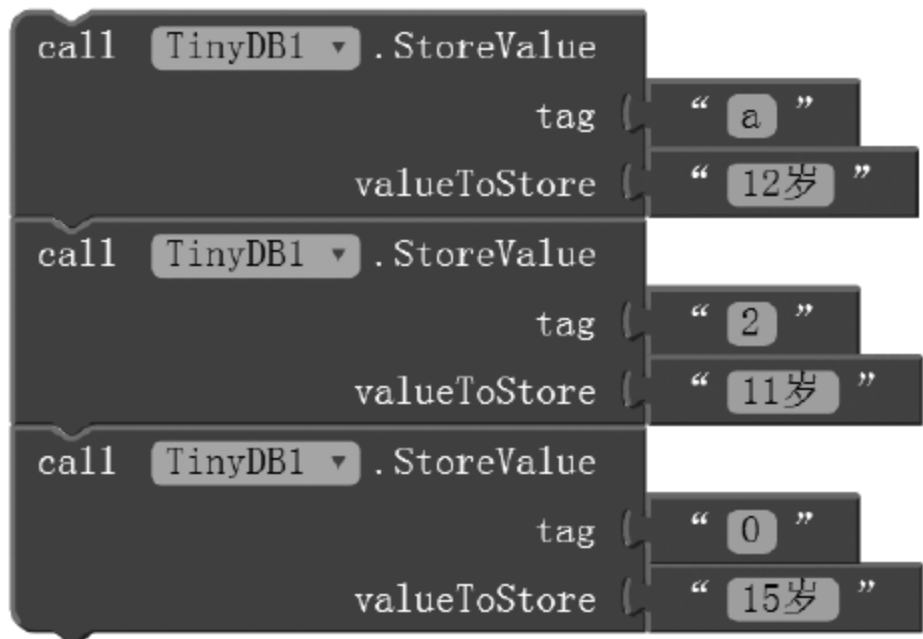 call TinyDB1 .StoreValue
tag “ a ”
valueToStore “ 12岁 ”
call TinyDB1 .StoreValue
tag “ 2 ”
valueToStore “ 11岁 ”
call TinyDB1 .StoreValue
tag “ 0 ”
valueToStore “ 15岁 ”